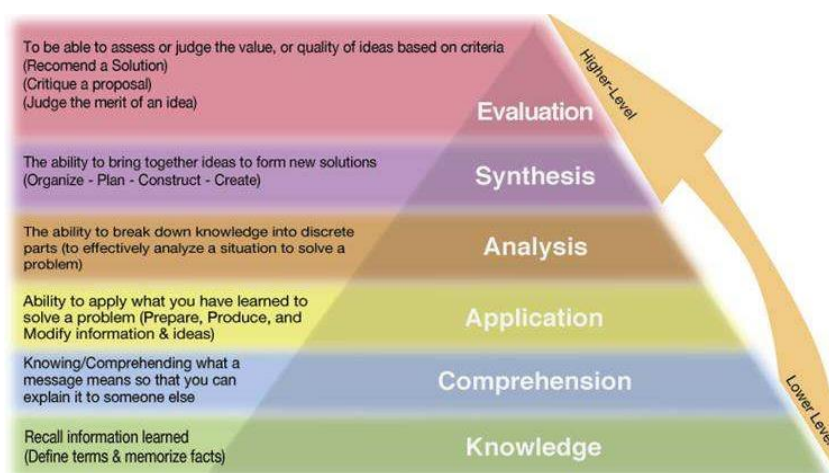 To be able to assess or judge the value, or quality of ideas based on criteria
(Recomend a Solution)
(Critique a proposal)
(Judge the merit of an idea)
Evaluation
Higher-Level
The ability to bring together ideas to form new solutions
(Organize - Plan - Construct - Create)
Synthesis
The ability to break down knowledge into discrete
parts (to effectively analyze a situation to solve a
problem)
Analysis
Ability to apply what you have learned to
solve a problem (Prepare, Produce, and
Modify information & ideas)
Application
Knowing/Comprehending what a
message means so that you can
explain it to someone else
Comprehension
Lower Level
Recall information learned
(Define terms & memorize facts)
Knowledge